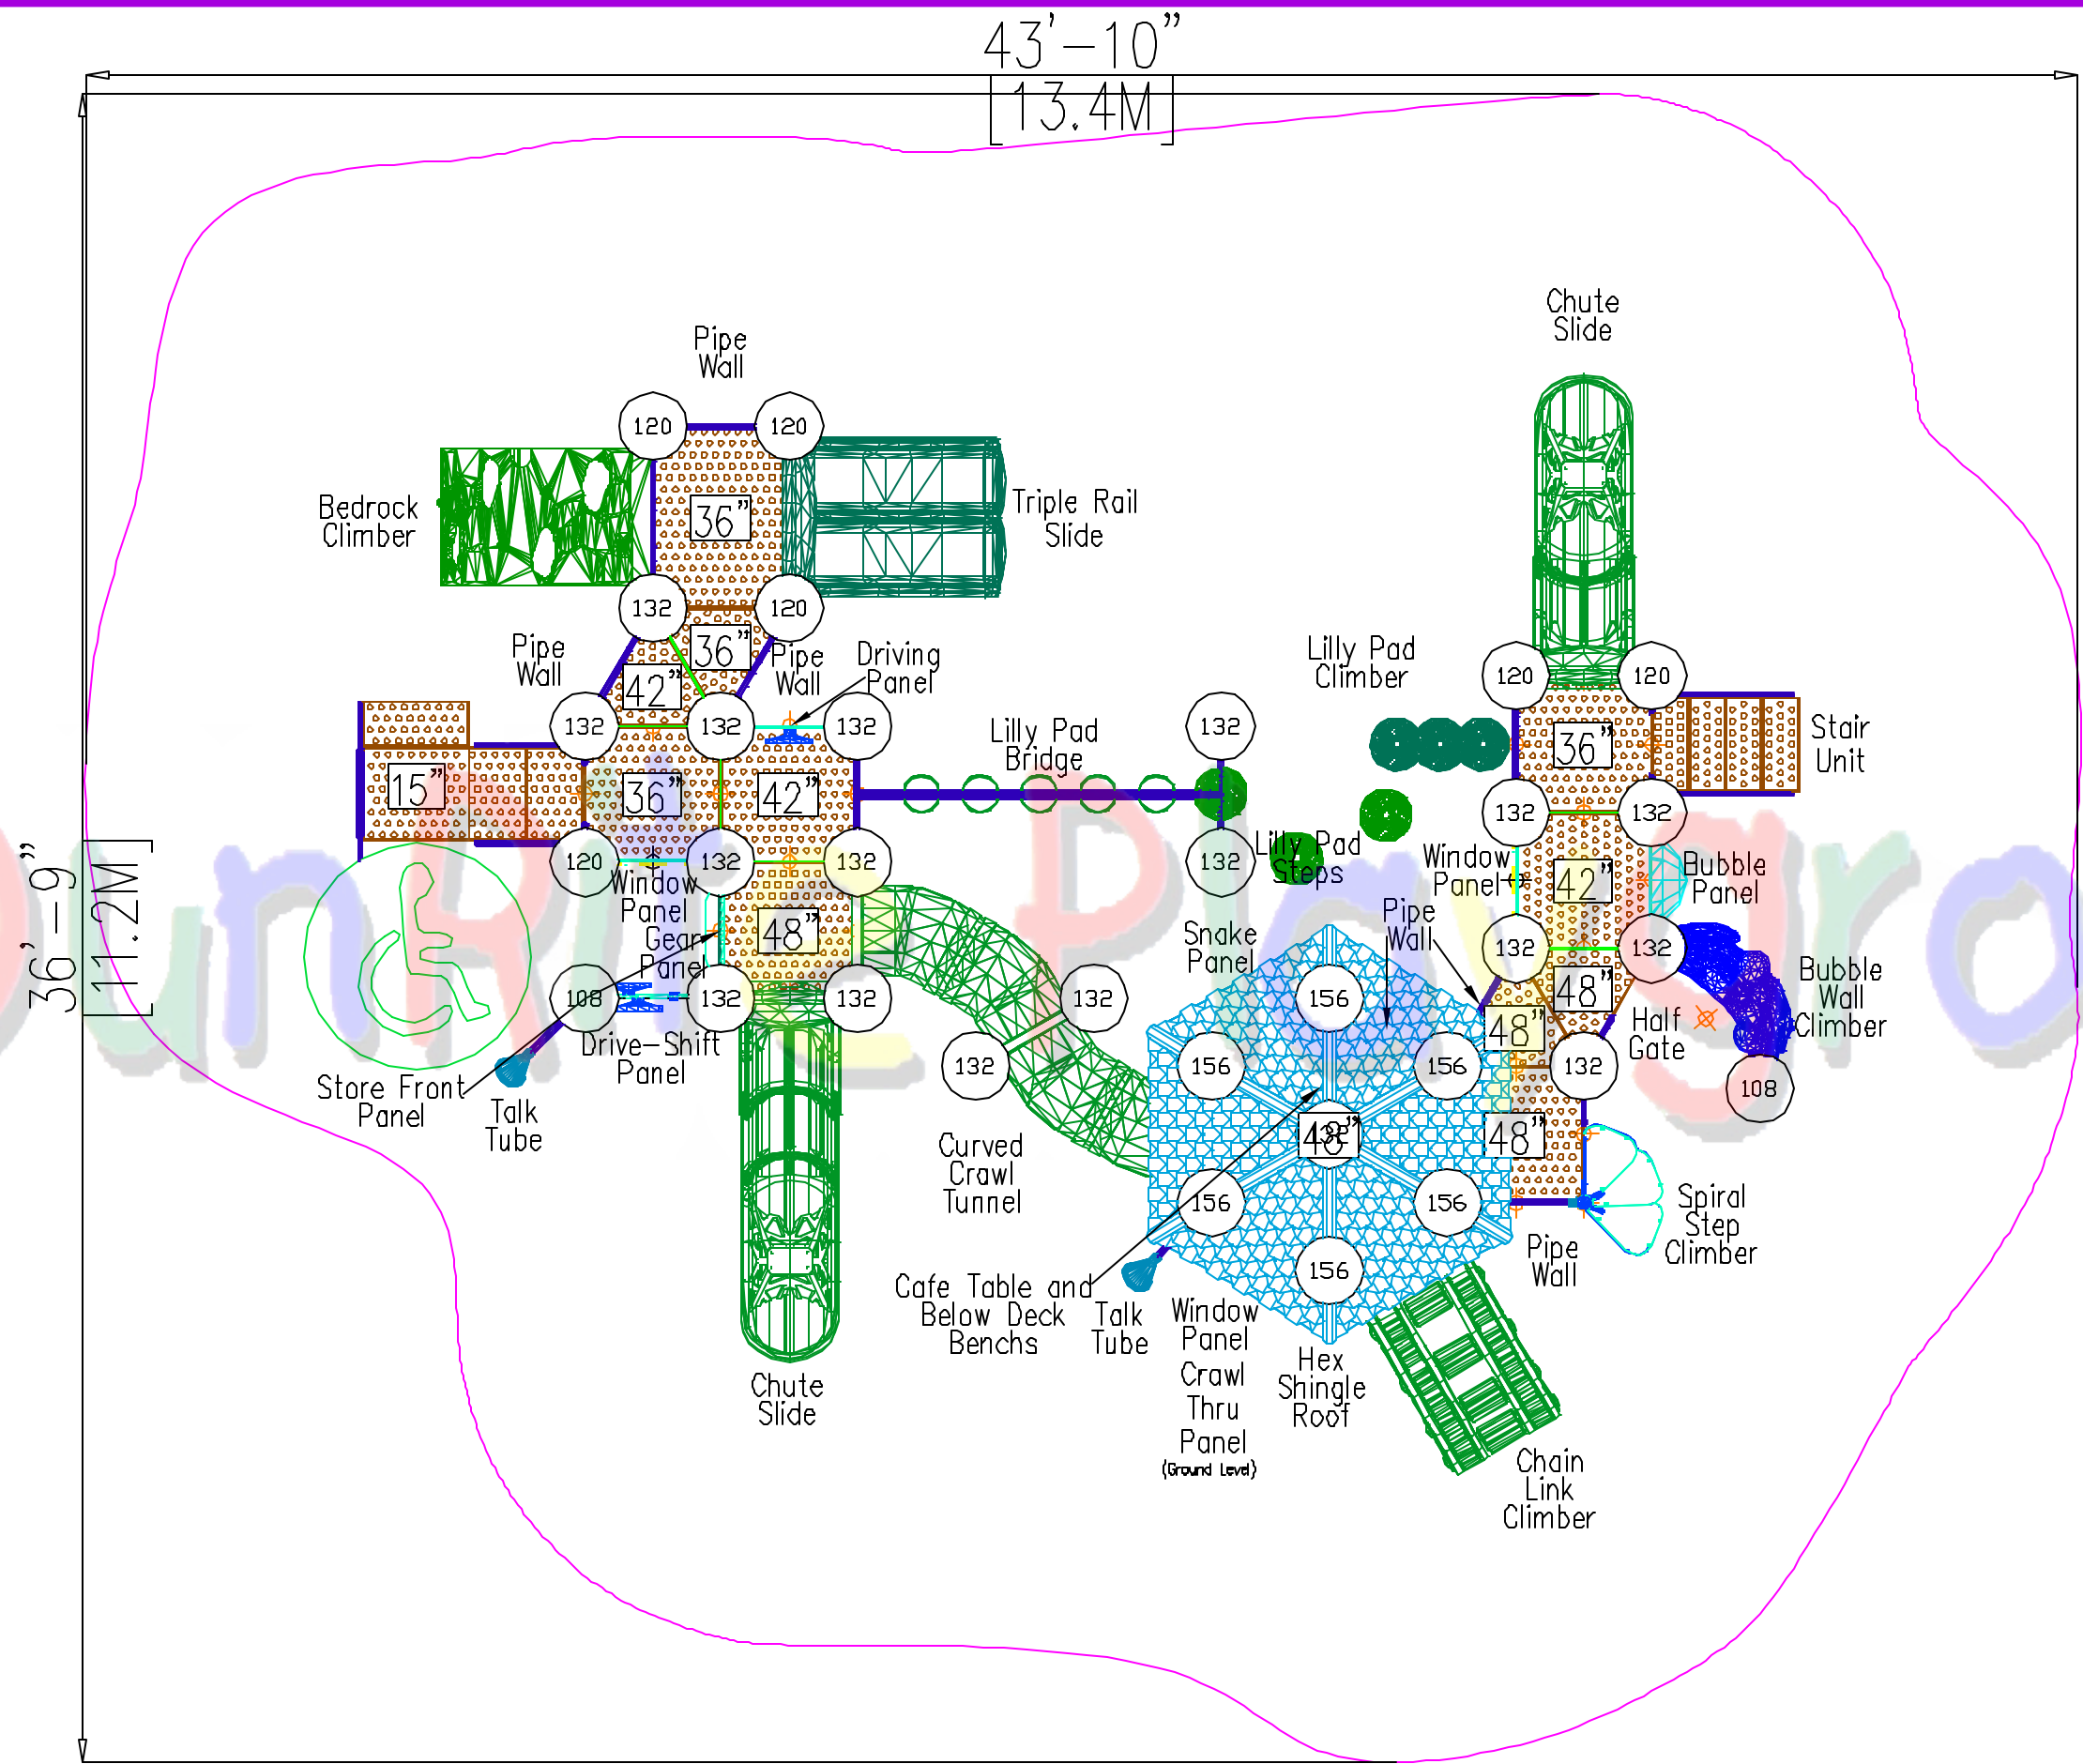 43'-10"
[13.4M]
36'-9"
[11.2M]
Chute
Slide
Pipe
Wall
120
120
Bedrock
Climber
36"
Triple Rail
Slide
132
120
36"
Pipe
Wall
42"
Pipe
Wall
Driving
Panel
Lilly Pad
Climber
120
120
132
132
132
132
Lilly Pad
Bridge
36"
Stair
Unit
15"
36"
42"
132
132
120
132
132
132
Lilly Pad
Steps
Window
Panel
42"
Bubble
Panel
Window
Panel
Gear
Panel
48"
Snake
Panel
Pipe
Wall
132
132
108
132
132
132
156
48"
48"
Half
Gate
Bubble
Wall
Climber
Drive-Shift
Panel
132
156
156
132
108
Store Front
Panel
Talk
Tube
Curved
Crawl
Tunnel
48"
132
48"
156
156
Spiral
Step
Climber
Pipe
Wall
156
Cafe Table and
Below Deck
Benchs
Talk
Tube
Window
Panel
Crawl
Thru
Panel
(Ground Level)
Hex
Shingle
Roof
Chute
Slide
Chain
Link
Climber